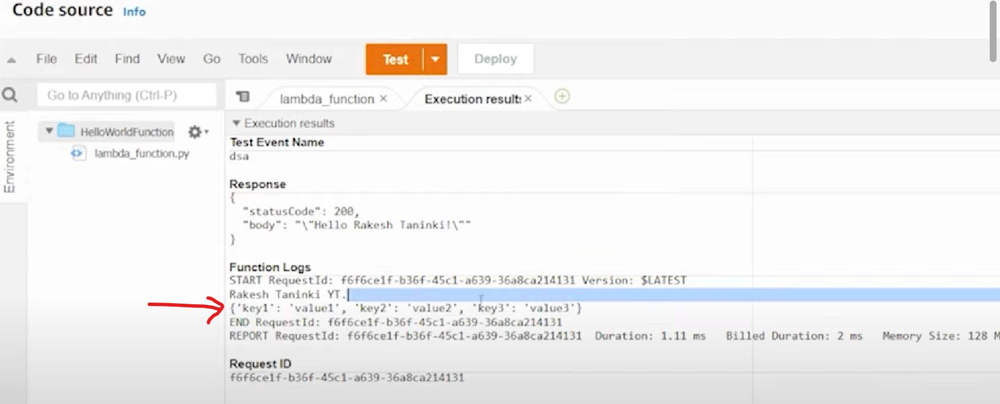 Code source Info
File Edit Find View Go Tools Window Test Deploy
Go to Anything (Ctrl-P)
lambda_function × Execution result: ×
Environment
HelloWorldFunction
lambda_function.py
Execution results
Test Event Name
dsa
Response
{
"statusCode": 200,
"body": "\"Hello Rakesh Taninki!\""
}
Function Logs
START RequestId: f6f6ce1f-b36f-45c1-a639-36a8ca214131 Version: $LATEST
Rakesh Taninki YT.
{'key1': 'value1', 'key2': 'value2', 'key3': 'value3'}
END RequestId: f6f6ce1f-b36f-45c1-a639-36a8ca214131
REPORT RequestId: f6f6ce1f-b36f-45c1-a639-36a8ca214131 Duration: 1.11 ms Billed Duration: 2 ms Memory Size: 128 M
Request ID
f6f6ce1f-b36f-45c1-a639-36a8ca214131